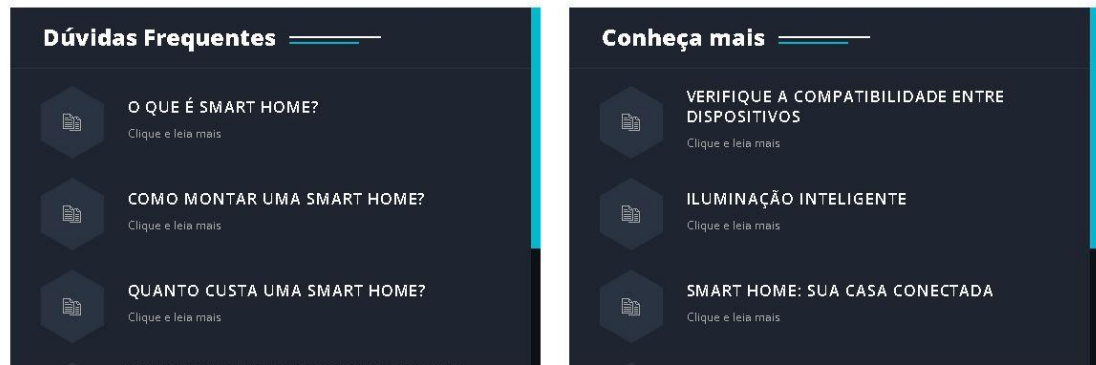 Dúvidas Frequentes
O QUE É SMART HOME?
Clique e leia mais
COMO MONTAR UMA SMART HOME?
Clique e leia mais
QUANTO CUSTA UMA SMART HOME?
Clique e leia mais
Conheça mais
VERIFIQUE A COMPATIBILIDADE ENTRE
DISPOSITIVOS
Clique e leia mais
ILUMINAÇÃO INTELIGENTE
Clique e leia mais
SMART HOME: SUA CASA CONECTADA
Clique e leia mais